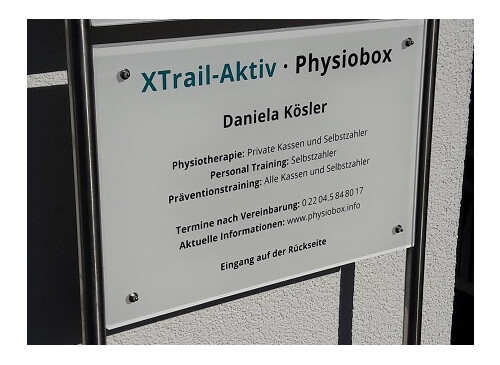 XTrail-Aktiv · Physiobox
Daniela Kösler
Physiotherapie: Private Kassen und Selbstzahler
Personal Training: Selbstzahler
Präventionstraining: Alle Kassen und Selbstzahler
Termine nach Vereinbarung: 0 22 04.5 84 80 17
Aktuelle Informationen: www.physiobox.info
Eingang auf der Rückseite